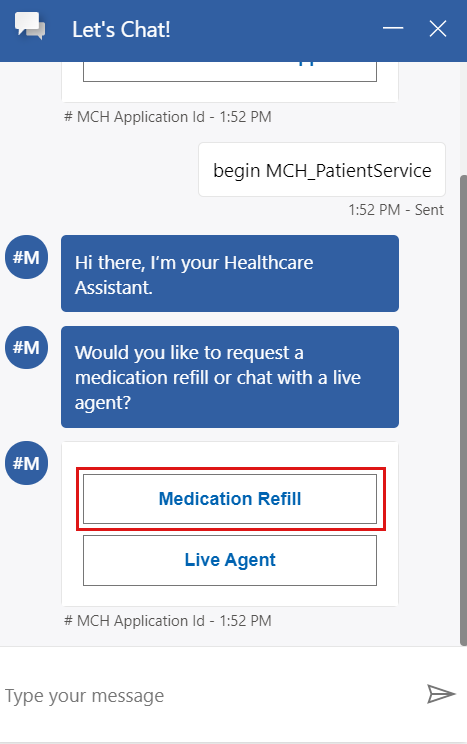 Let's Chat!
# MCH Application Id - 1:52 PM
begin MCH_PatientService
1:52 PM - Sent
#M
Hi there, I’m your Healthcare
Assistant.
#M
Would you like to request a
medication refill or chat with a live
agent?
#M
Medication Refill
Live Agent
# MCH Application Id - 1:52 PM
Type your message